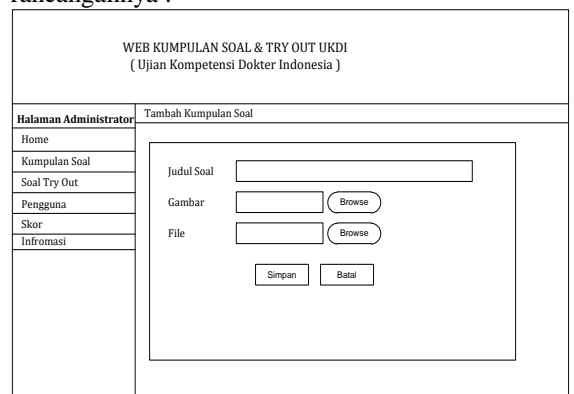 rancangannya :
WEB KUMPULAN SOAL & TRY OUT UKDI
( Ujian Kompetensi Dokter Indonesia )
Halaman Administrator
Tambah Kumpulan Soal
Home
Kumpulan Soal
Soal Try Out
Pengguna
Skor
Infromasi
Judul Soal
Gambar
Browse
File
Browse
Simpan
Batal